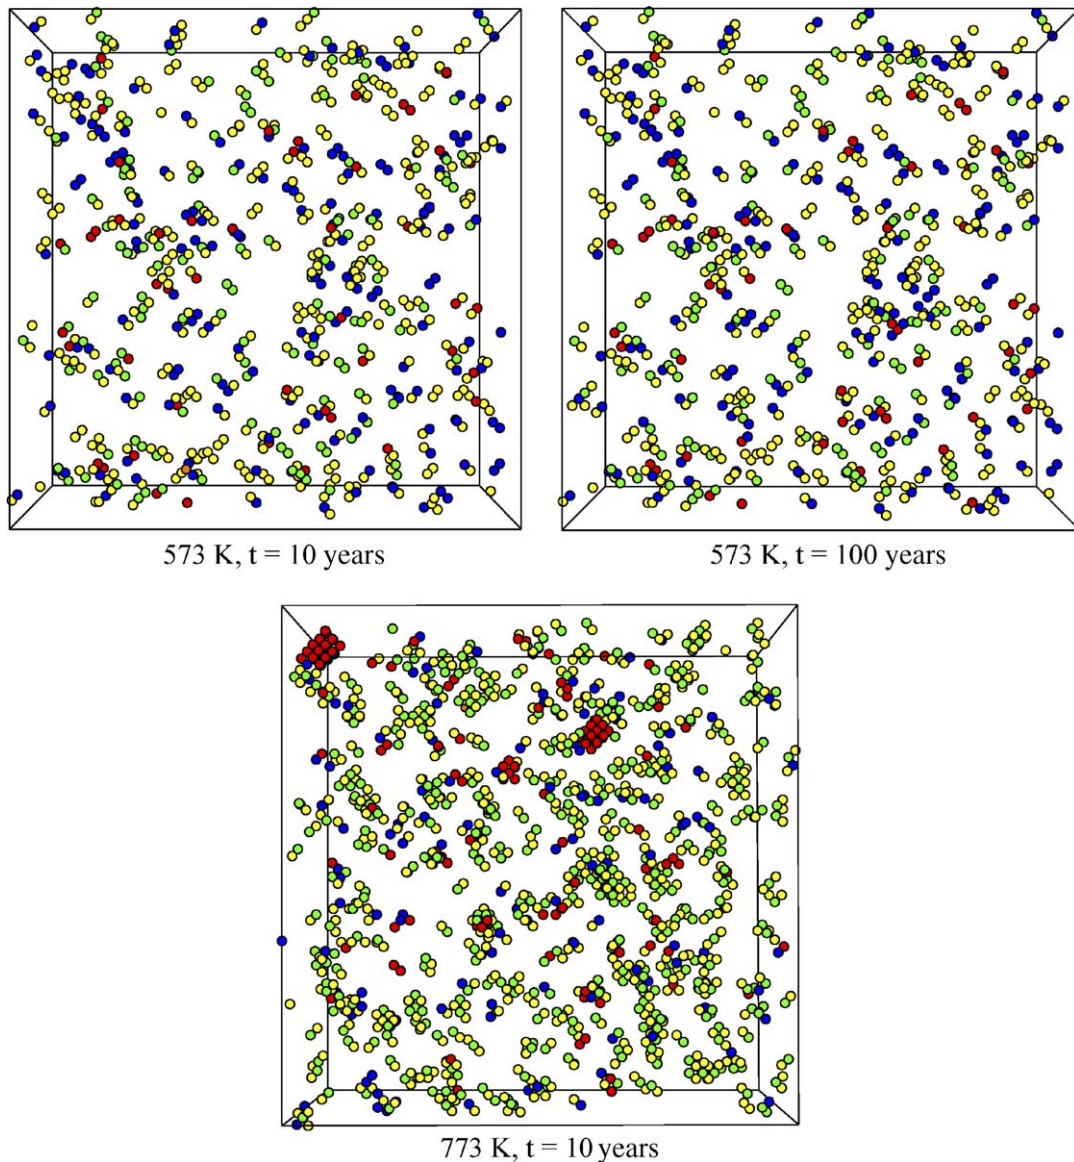 573 K, t = 10 years
573 K, t = 100 years
773 K, t = 10 years